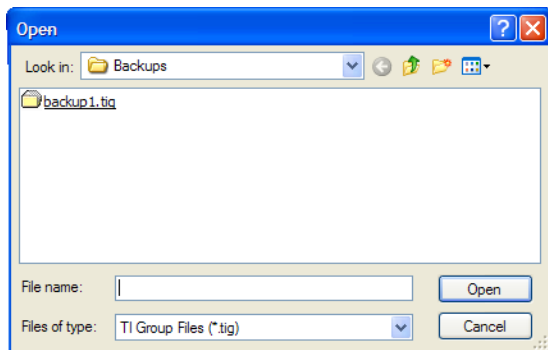 Open
Look in: Backups
backup1.tig
File name: Open
Files of type: TI Group Files (*.tig) Cancel